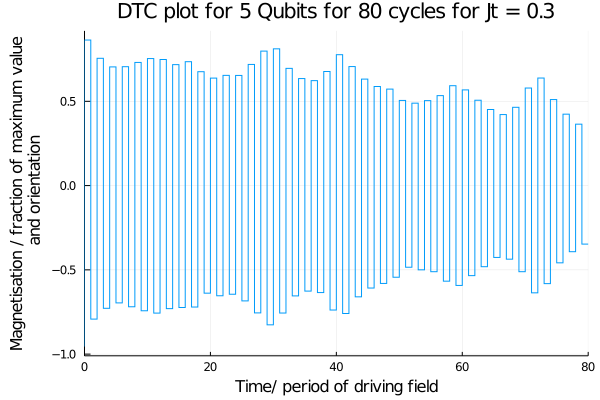 DTC plot for 5 Qubits for 80 cycles for Jt = 0.3
Magnetisation / fraction of maximum value
and orientation
0.5
0.0
−0.5
−1.0
0
20
40
60
80
Time/ period of driving field